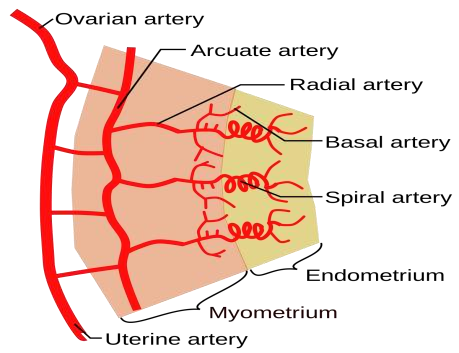 Ovarian artery
Arcuate artery
Radial artery
Basal artery
Spiral artery
Endometrium
Myometrium
Uterine artery